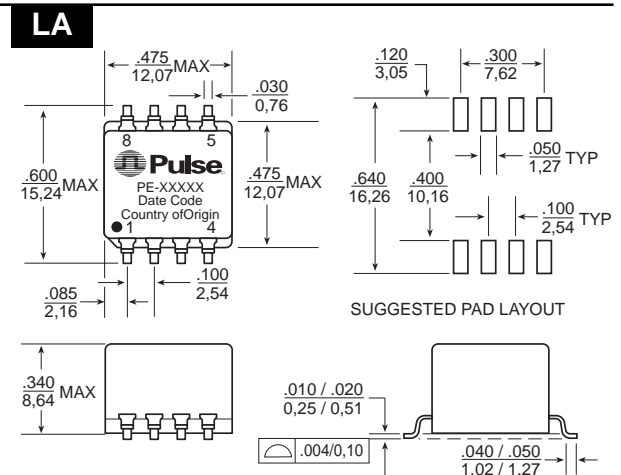 LA
.475
12,07 MAX
.030
0,76
8 5
Pulse
PE-XXXXX
Date Code
Country ofOrigin
1 4
.600
15,24 MAX
.475
12,07 MAX
.085
2,16
.100
2,54
.120
3,05
.300
7,62
.050
1,27 TYP
.640
16,26
.400
10,16
.100
2,54 TYP
SUGGESTED PAD LAYOUT
.340
8,64 MAX
.010 / .020
0,25 / 0,51
.004/0,10
.040 / .050
1.02 / 1.27